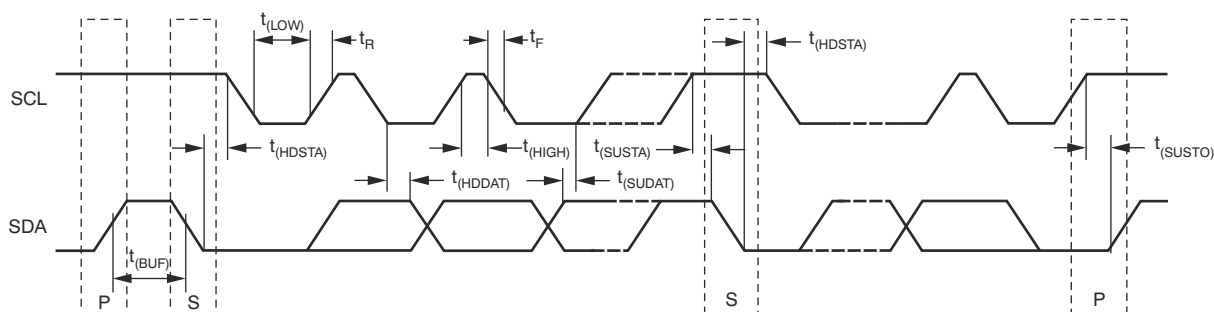 t(LOW)
tR
tF
t(HDSTA)
SCL
t(HDSTA)
t(HIGH)
t(SUSTA)
t(SUSTO)
t(HDDAT)
t(SUDAT)
SDA
t(BUF)
P
S
S
P